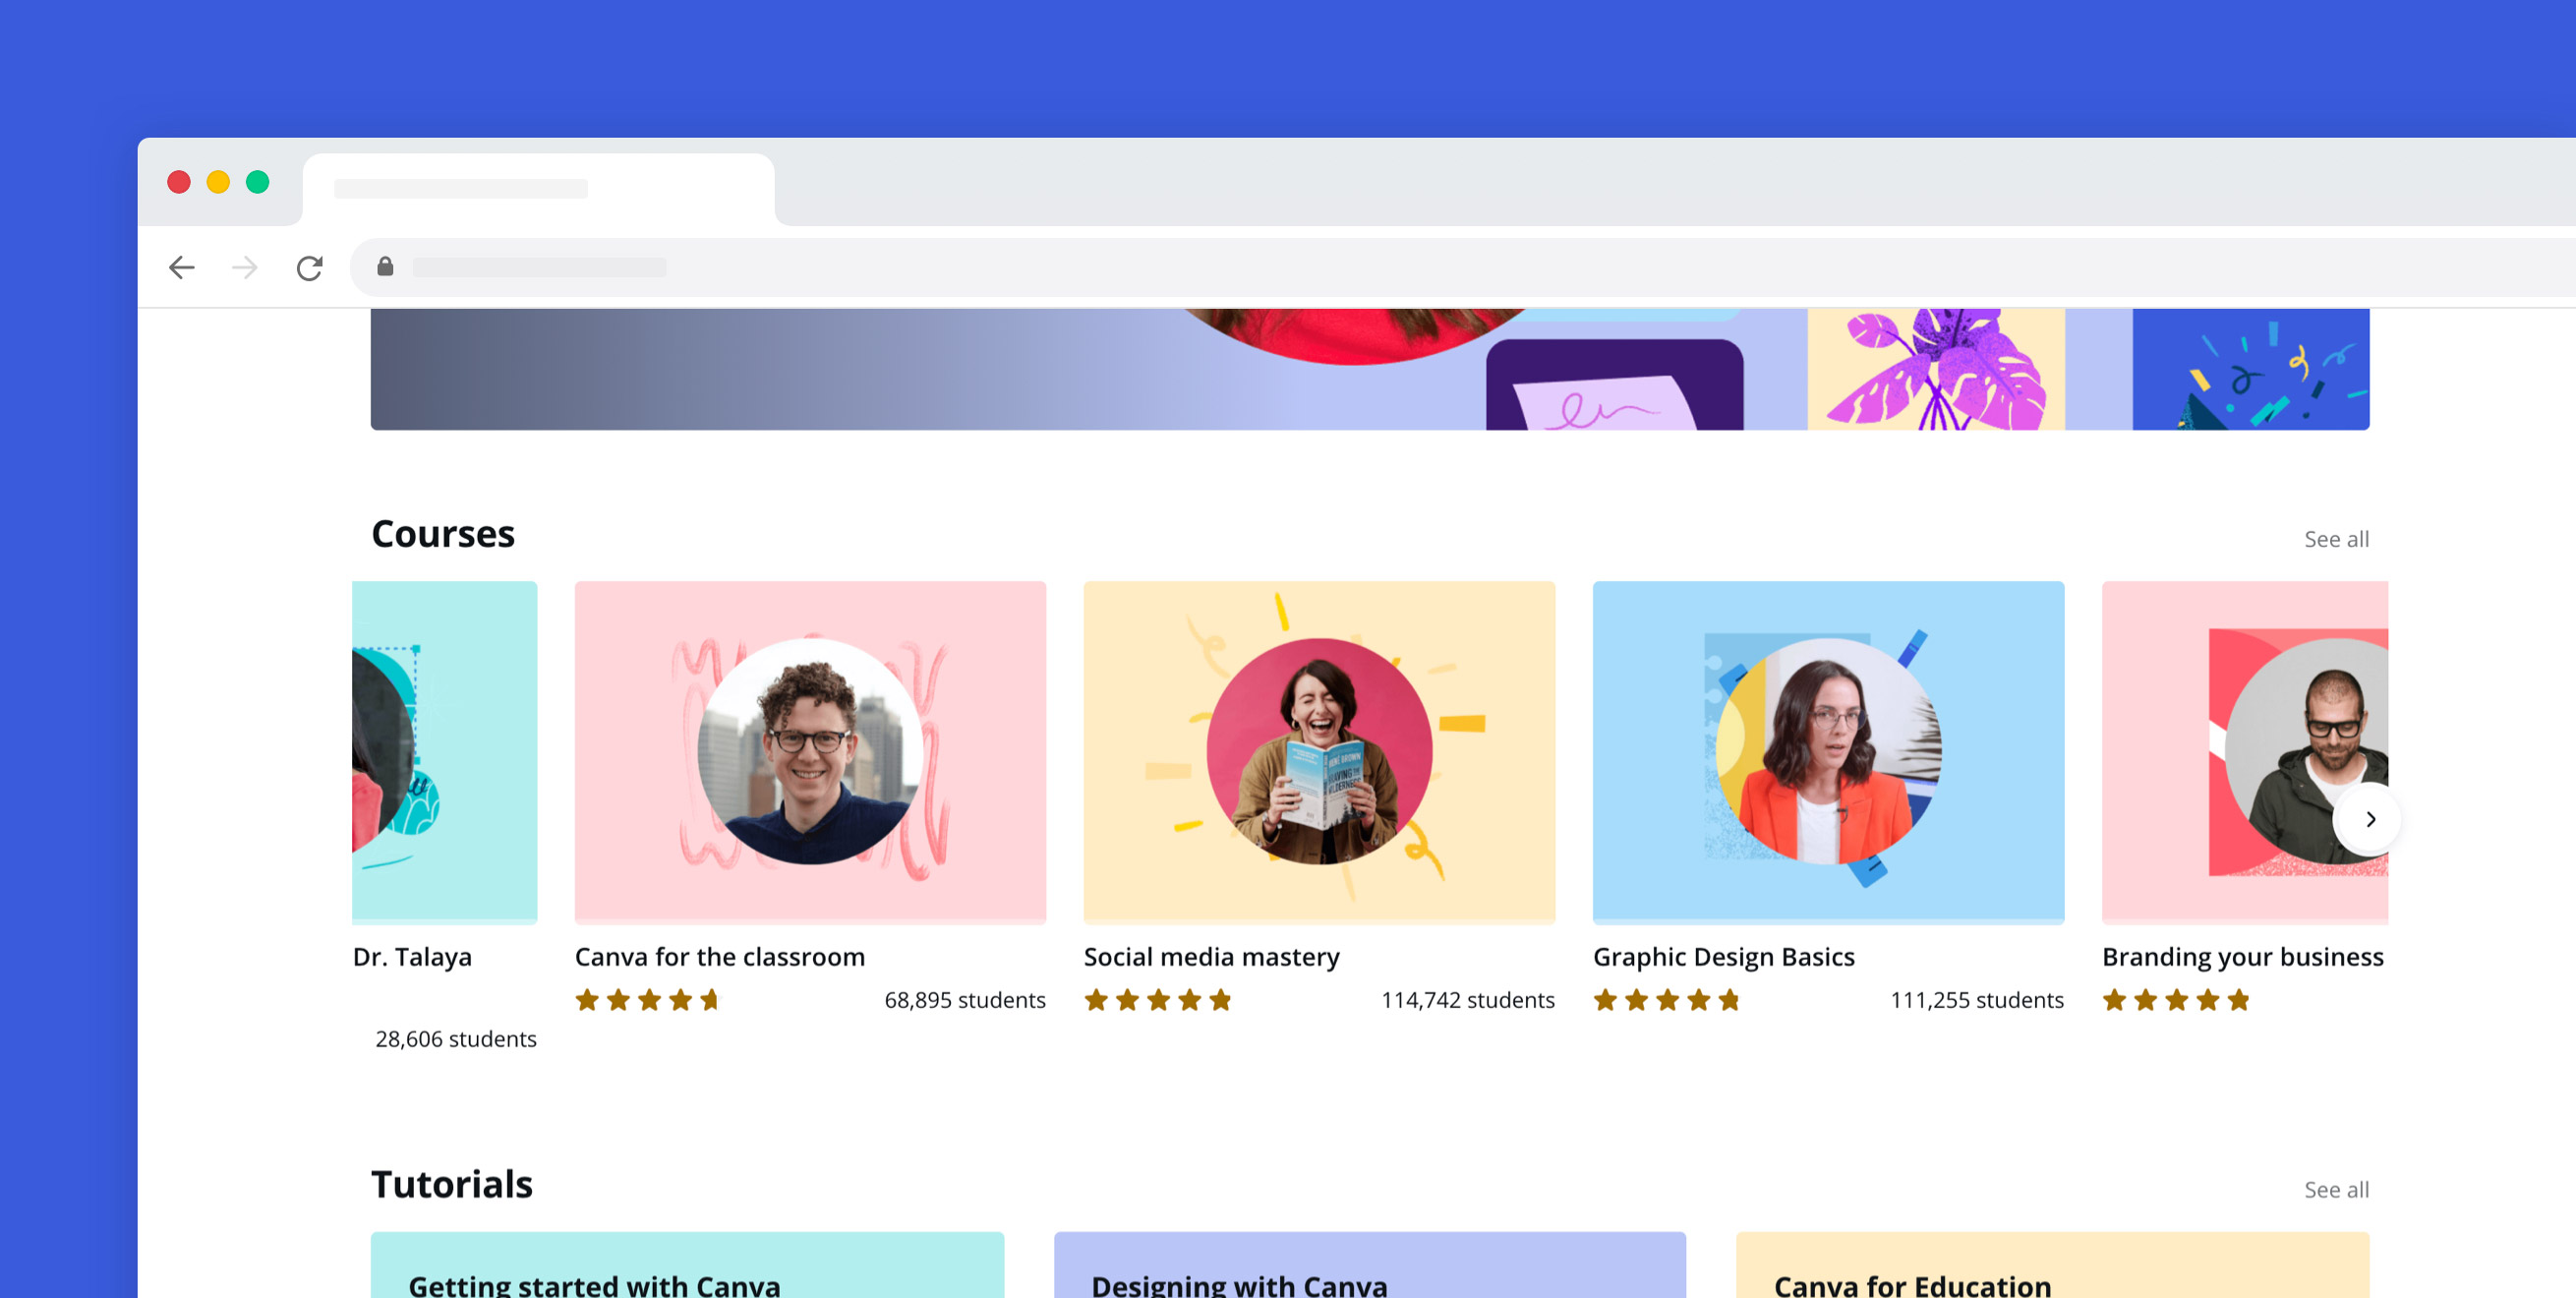 Courses
See all
Dr. Talaya
28,606 students
Canva for the classroom
68,895 students
BRENÉ BROWN
Social media mastery
114,742 students
Graphic Design Basics
111,255 students
Branding your business
Tutorials
See all
Getting started with Canva
Designing with Canva
Canva for Education